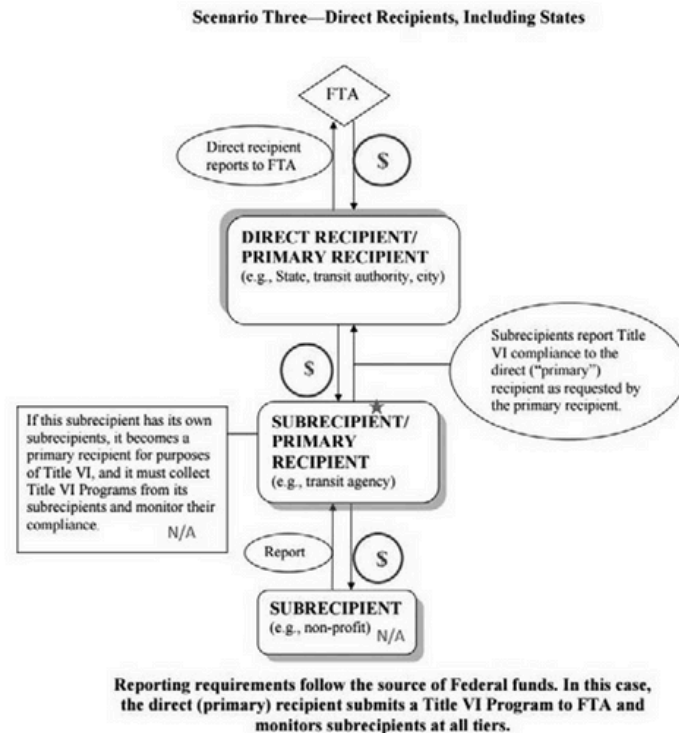 Scenario Three—Direct Recipients, Including States
FTA
Direct recipient
reports to FTA
$
DIRECT RECIPIENT/
PRIMARY RECIPIENT
(e.g., State, transit authority, city)
$
Subrecipients report Title
VI compliance to the
direct (“primary”)
recipient as requested by
the primary recipient.
If this subrecipient has its own
subrecipients, it becomes a
primary recipient for purposes
of Title VI, and it must collect
Title VI Programs from its
subrecipients and monitor their
compliance.
N/A
SUBRECIPIENT/
PRIMARY
RECIPIENT
(e.g., transit agency)
Report
$
SUBRECIPIENT
(e.g., non-profit) N/A
Reporting requirements follow the source of Federal funds. In this case,
the direct (primary) recipient submits a Title VI Program to FTA and
monitors subrecipients at all tiers.